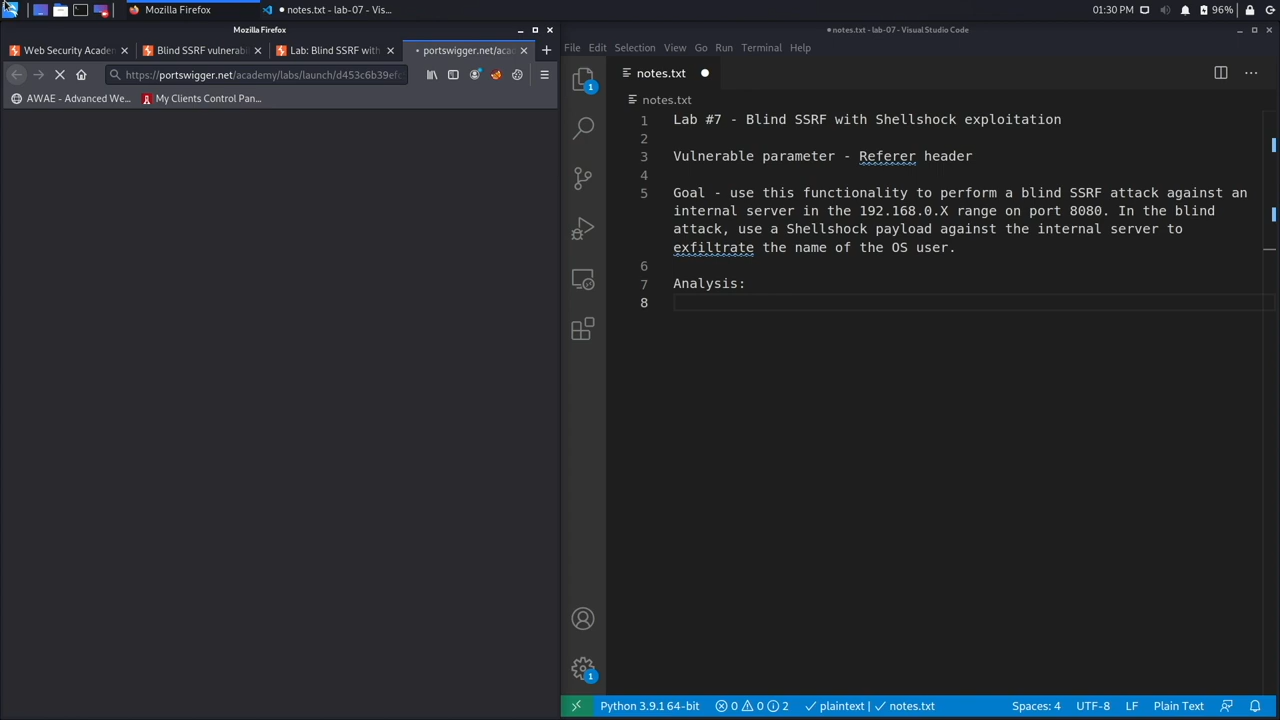 Mozilla Firefox
notes.txt - lab-07 - Vis...
01:30 PM
96%
Mozilla Firefox
Web Security Acaden
Blind SSRF vulnerabi
Lab: Blind SSRF with
portswigger.net/acad
https://portswigger.net/academy/labs/launch/d453c6b39efc
AWAE - Advanced We...
My Clients Control Pan...
notes.txt - lab-07 - Visual Studio Code
File Edit Selection View Go Run Terminal Help
notes.txt
notes.txt
1 Lab #7 - Blind SSRF with Shellshock exploitation
2
3 Vulnerable parameter - Referer header
4
5 Goal - use this functionality to perform a blind SSRF attack against an
internal server in the 192.168.0.X range on port 8080. In the blind
attack, use a Shellshock payload against the internal server to
exfiltrate the name of the OS user.
6
7 Analysis:
8
1
1
Python 3.9.1 64-bit 0 0 2 plaintext | notes.txt Spaces: 4 UTF-8 LF Plain Text